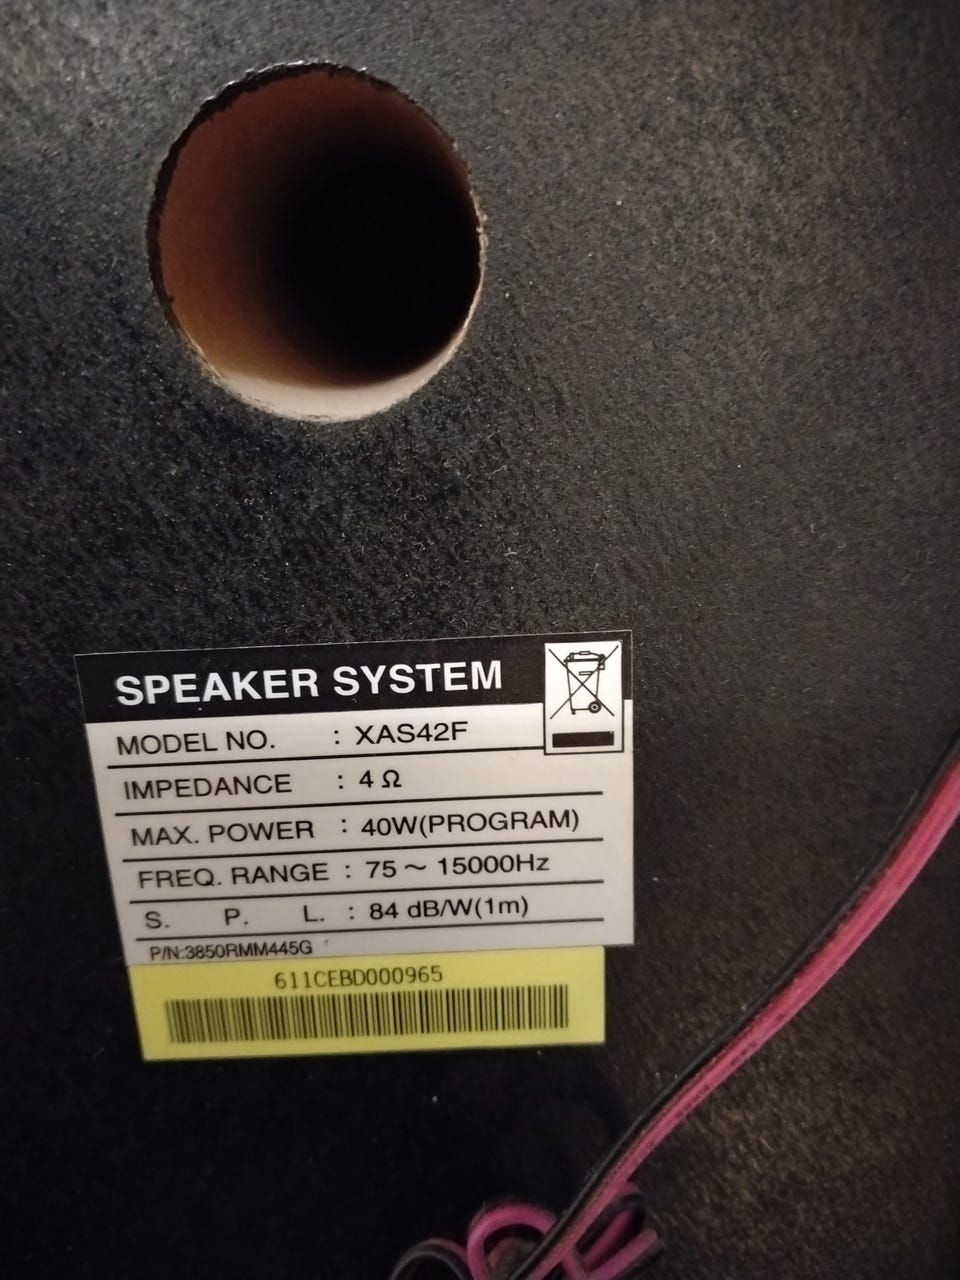 SPEAKER SYSTEM
MODEL NO. : XAS42F
IMPEDANCE : 4 Ω
MAX. POWER : 40W(PROGRAM)
FREQ. RANGE : 75 ~ 15000Hz
S. P. L. : 84 dB/W(1m)
P/N:3850RMM445G
611CEBD000965